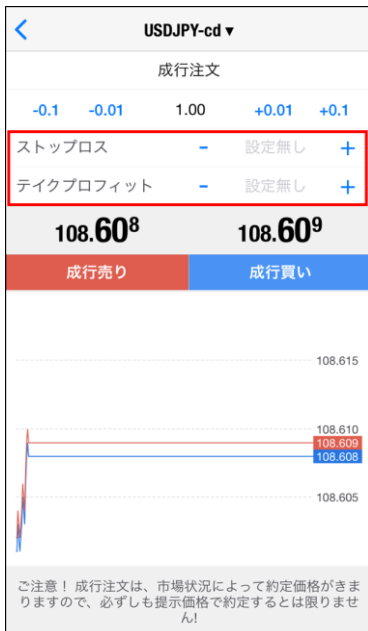 USDJPY-cd ▼
成行注文
-0.1 -0.01 1.00 +0.01 +0.1
ストップロス - 設定無し +
テイクプロフィット - 設定無し +
108.608 108.609
成行売り 成行買い
108.615
108.610
108.609
108.608
108.605
ご注意！ 成行注文は、市場状況によって約定価格がきま
りますので、必ずしも提示価格で約定するとは限りませ
ん!